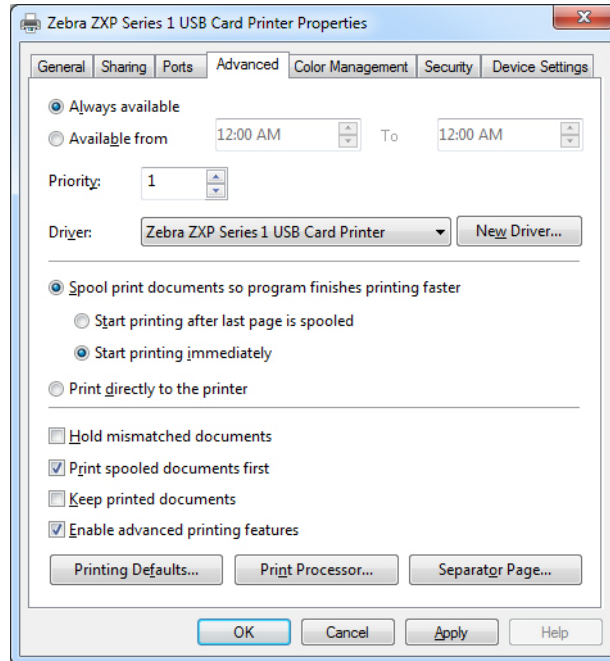 Zebra ZXP Series 1 USB Card Printer Properties
General Sharing Ports Advanced Color Management Security Device Settings
Always available
Available from 12:00 AM To 12:00 AM
Priority: 1
Driver: Zebra ZXP Series 1 USB Card Printer New Driver...
Spool print documents so program finishes printing faster
Start printing after last page is spooled
Start printing immediately
Print directly to the printer
Hold mismatched documents
Print spooled documents first
Keep printed documents
Enable advanced printing features
Printing Defaults... Print Processor... Separator Page...
OK Cancel Apply Help